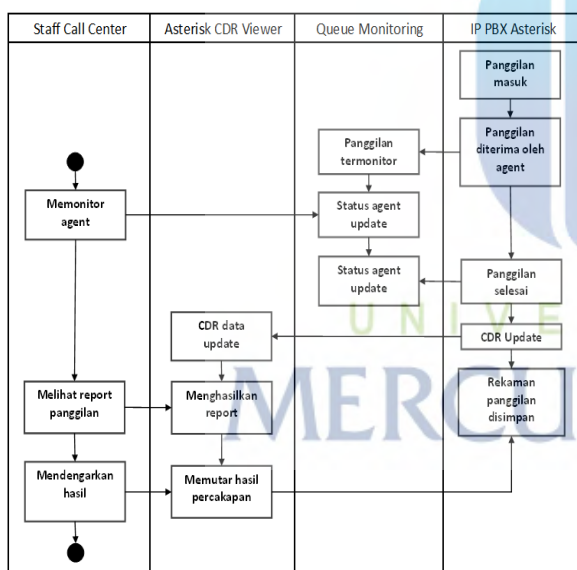 Staff Call Center
Asterisk CDR Viewer
Queue Monitoring
IP PBX Asterisk
Panggilan
masuk
Panggilan
diterima oleh
agent
Panggilan
termonitor
Memonitor
agent
Status agent
update
Status agent
update
Panggilan
selesai
UNIVE
CDR data
update
CDR Update
MERCU
Melihat report
panggilan
Menghasilkan
report
Rekaman
panggilan
disimpan
Mendengarkan
hasil
Memutar hasil
percakapan